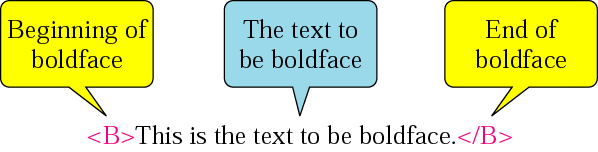 Beginning of
boldface
The text to
be boldface
End of
boldface
<B>This is the text to be boldface.</B>